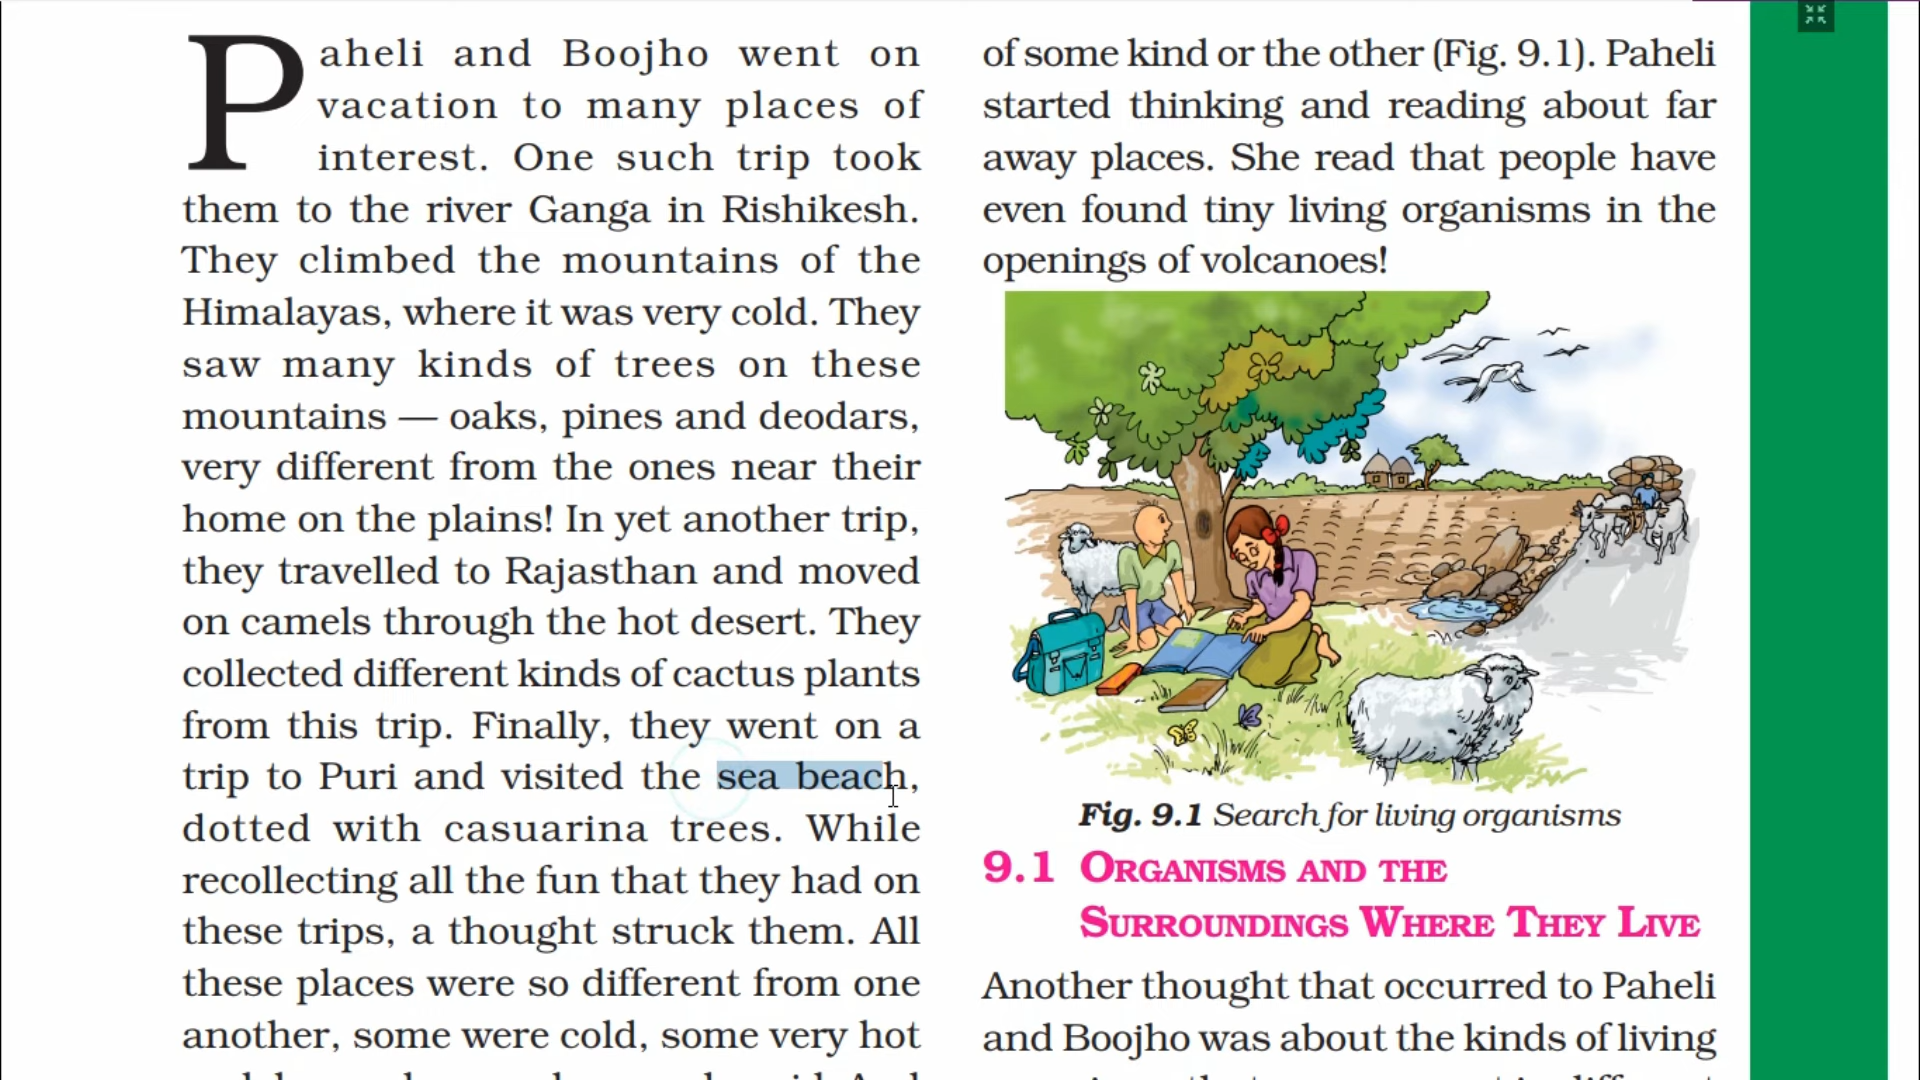 Paheli and Boojho went on
vacation to many places of
interest. One such trip took
them to the river Ganga in Rishikesh.
They climbed the mountains of the
Himalayas, where it was very cold. They
saw many kinds of trees on these
mountains — oaks, pines and deodars,
very different from the ones near their
home on the plains! In yet another trip,
they travelled to Rajasthan and moved
on camels through the hot desert. They
collected different kinds of cactus plants
from this trip. Finally, they went on a
trip to Puri and visited the sea beach,
dotted with casuarina trees. While
recollecting all the fun that they had on
these trips, a thought struck them. All
these places were so different from one
another, some were cold, some very hot
of some kind or the other (Fig. 9.1). Paheli
started thinking and reading about far
away places. She read that people have
even found tiny living organisms in the
openings of volcanoes!
Fig. 9.1 Search for living organisms
9.1 ORGANISMS AND THE
SURROUNDINGS WHERE THEY LIVE
Another thought that occurred to Paheli
and Boojho was about the kinds of living